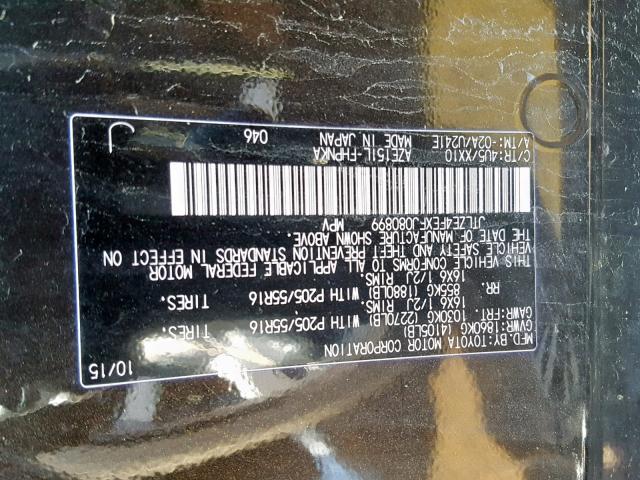 MFD. BY: TOYOTA MOTOR CORPORATION 10/15
GVWR: 1860KG (4105LB)
GAWR: FRT: 1030KG (2270LB) WITH P205/55R16 TIRES.
16X6 1/2J RIMS
RR: 855KG (1880LB) WITH P205/55R16 TIRES.
16X6 1/2J RIMS
THIS VEHICLE CONFORMS TO ALL APPLICABLE FEDERAL MOTOR
VEHICLE SAFETY AND THEFT PREVENTION STANDARDS IN EFFECT ON
THE DATE OF MANUFACTURE SHOWN ABOVE.
JTLZE4FEXFJ080899 MPV
C/TR: 4U5/XX10 AZE151L-FHPNKA 046 J
A/TM: -02A/U241E MADE IN JAPAN